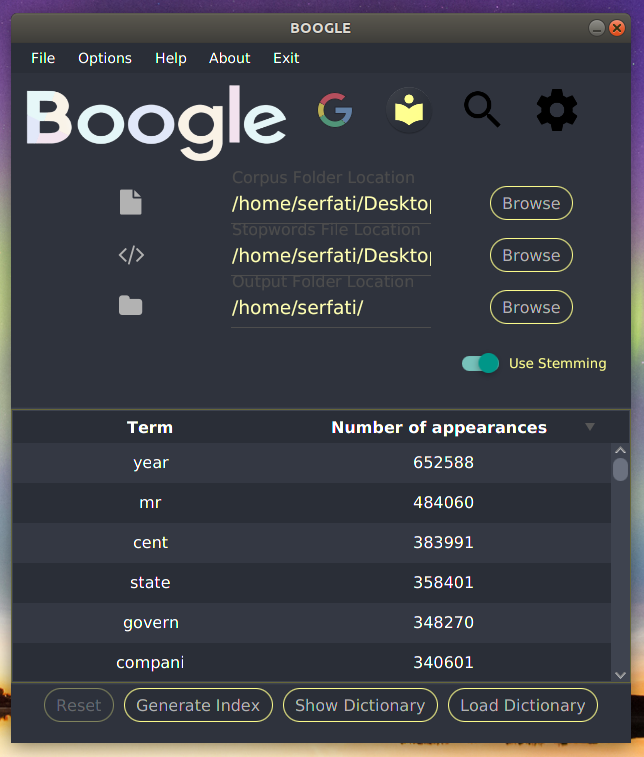 BOOGLE
File Options Help About Exit
Boogle
Corpus Folder Location
/home/serfati/Desktop
Browse
Stopwords File Location
/home/serfati/Desktop
Browse
Output Folder Location
/home/serfati/
Browse
Use Stemming
Term Number of appearances
year 652588
mr 484060
cent 383991
state 358401
govern 348270
compani 340601
Reset Generate Index Show Dictionary Load Dictionary